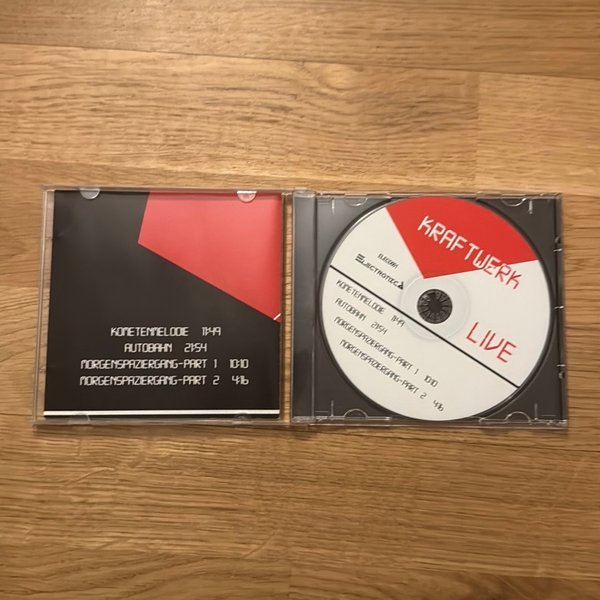 KOMETENMELODIE 11:49
AUTOBAHN 21:54
MORGENSPAZIERGANG-PART 1 10:10
MORGENSPAZIERGANG-PART 2 4:16
KRAFTWERK
LIVE
ELECTRONICA
KOMETENMELODIE 11:49
AUTOBAHN 21:54
MORGENSPAZIERGANG-PART 1 10:10
MORGENSPAZIERGANG-PART 2 4:16